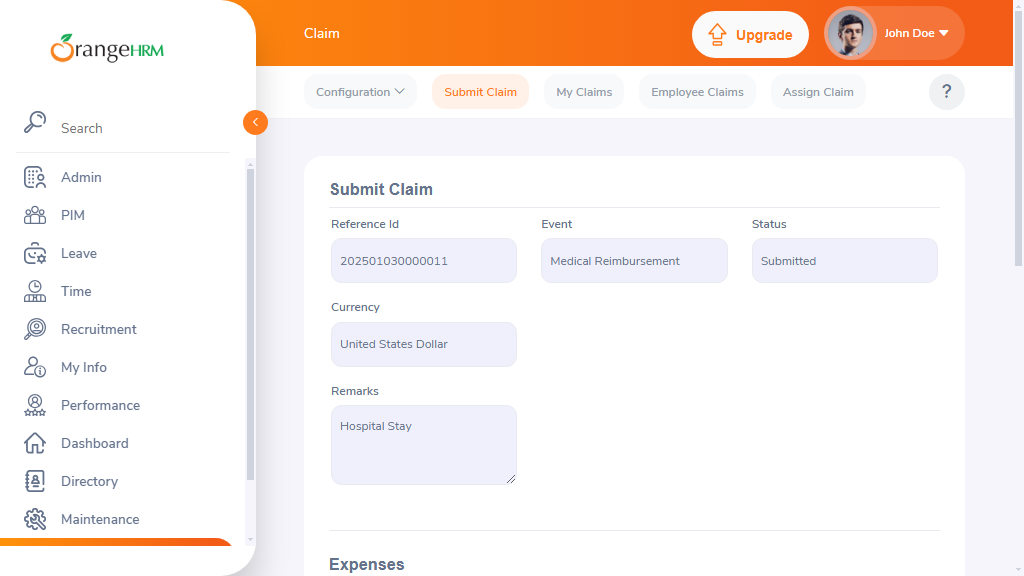 OrangeHRM
Claim
Upgrade
John Doe
Configuration
Submit Claim
My Claims
Employee Claims
Assign Claim
?
Search
Admin
PIM
Leave
Time
Recruitment
My Info
Performance
Dashboard
Directory
Maintenance
Submit Claim
Reference Id
Event
Status
202501030000011
Medical Reimbursement
Submitted
Currency
United States Dollar
Remarks
Hospital Stay
Expenses